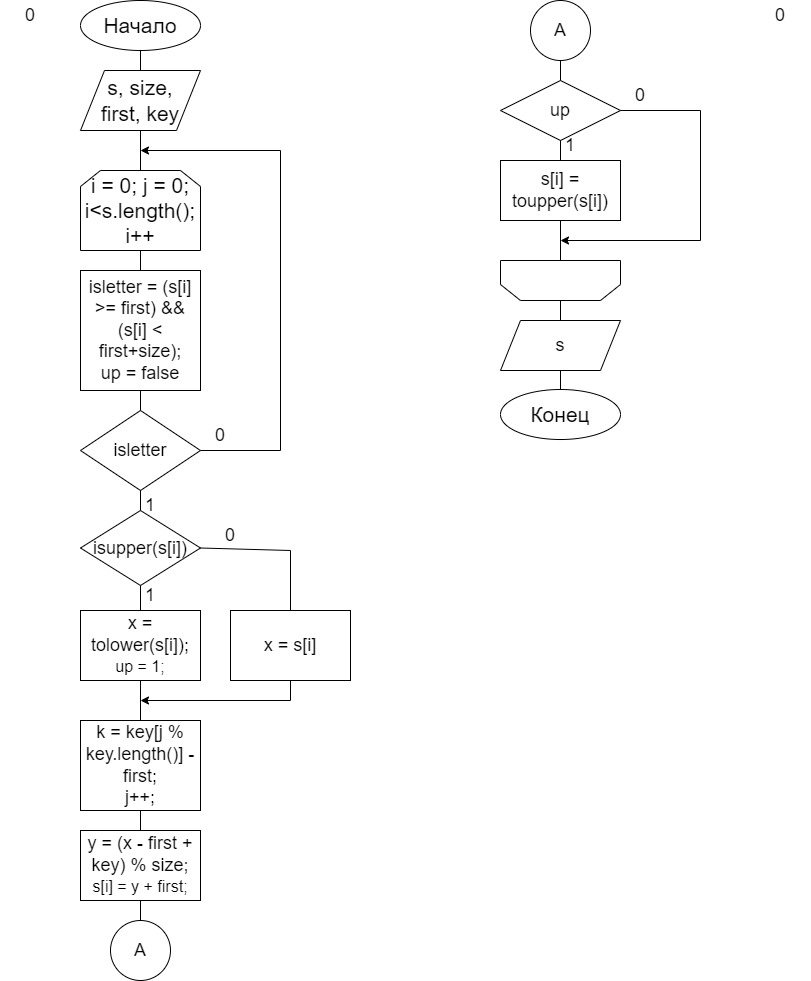 0
Начало
s, size,
first, key
i = 0; j = 0;
i<s.length();
i++
isletter = (s[i]
>= first) &&
(s[i] <
first+size);
up = false
isletter
0
1
isupper(s[i])
0
1
x =
tolower(s[i]);
up = 1;
x = s[i]
k = key[j %
key.length()] -
first;
j++;
y = (x - first +
key) % size;
s[i] = y + first;
A
A
0
up
0
1
s[i] =
toupper(s[i])
s
Конец